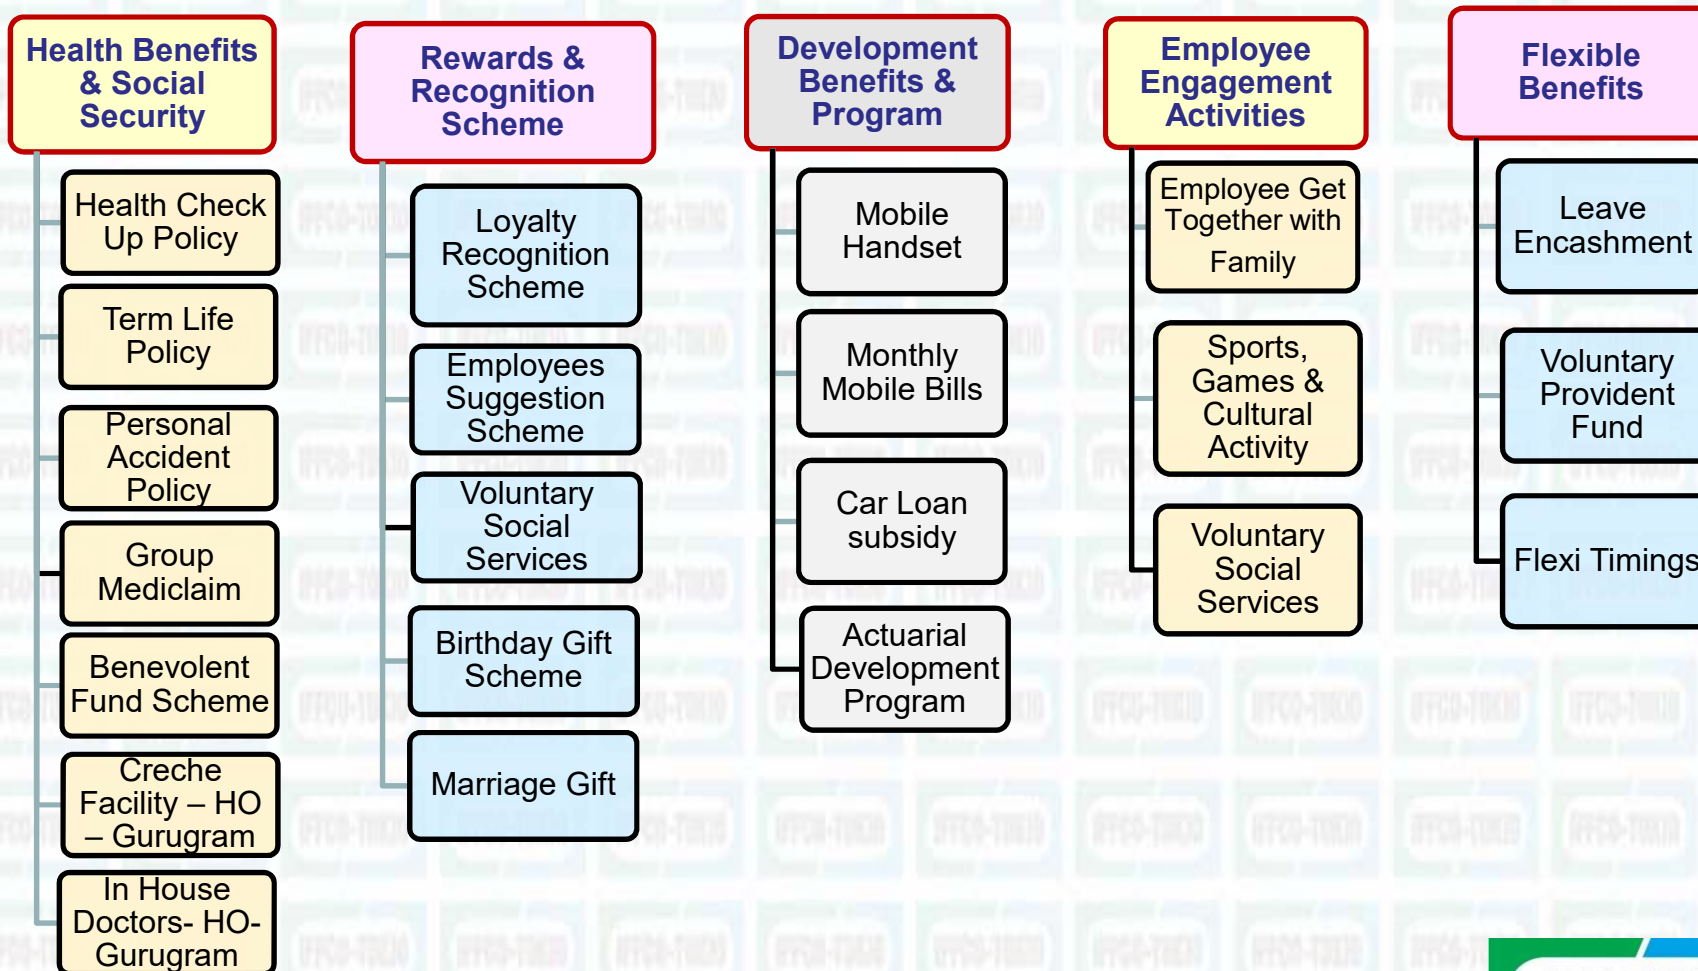 Health Benefits
& Social
Security
Health Check
Up Policy
Term Life
Policy
Personal
Accident
Policy
Group
Mediclaim
Benevolent
Fund Scheme
Creche
Facility – HO
– Gurugram
In House
Doctors- HO-
Gurugram
Rewards &
Recognition
Scheme
Loyalty
Recognition
Scheme
Employees
Suggestion
Scheme
Voluntary
Social
Services
Birthday Gift
Scheme
Marriage Gift
Development
Benefits &
Program
Mobile
Handset
Monthly
Mobile Bills
Car Loan
subsidy
Actuarial
Development
Program
Employee
Engagement
Activities
Employee Get
Together with
Family
Sports,
Games &
Cultural
Activity
Voluntary
Social
Services
Flexible
Benefits
Leave
Encashment
Voluntary
Provident
Fund
Flexi Timings